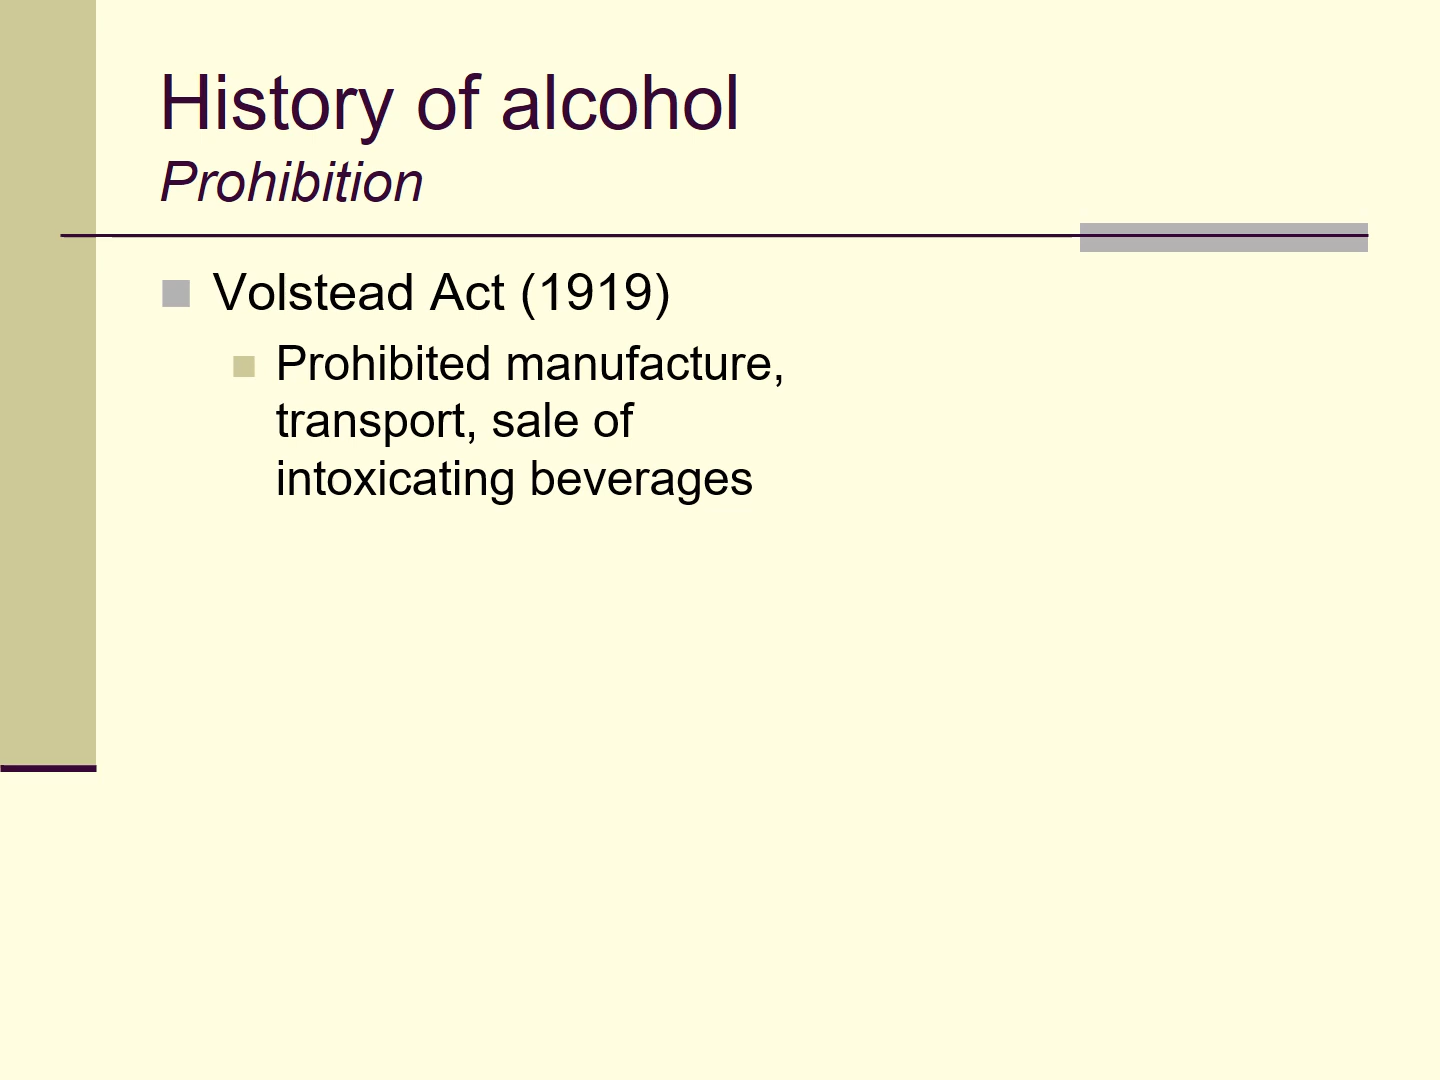 History of alcohol
Prohibition
Volstead Act (1919)
Prohibited manufacture,
transport, sale of
intoxicating beverages